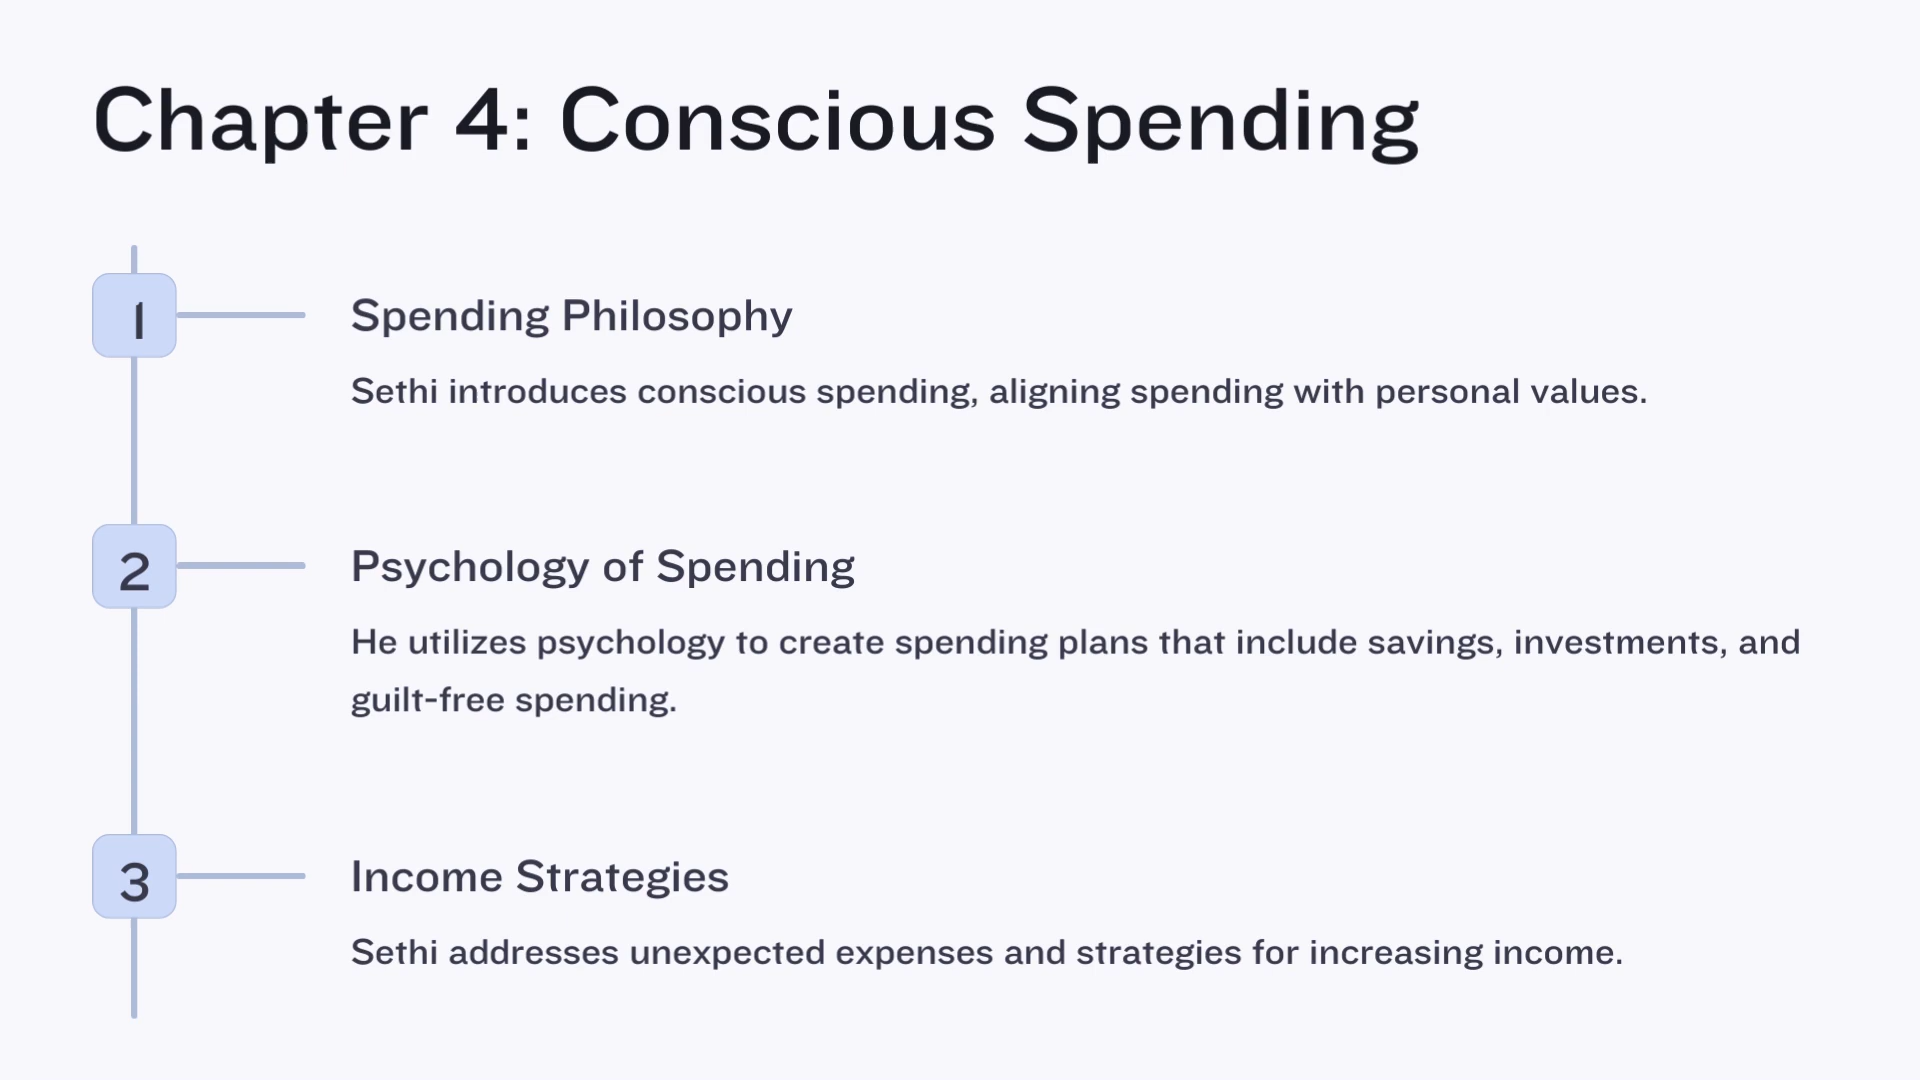 Chapter 4: Conscious Spending
1
Spending Philosophy
Sethi introduces conscious spending, aligning spending with personal values.
2
Psychology of Spending
He utilizes psychology to create spending plans that include savings, investments, and
guilt-free spending.
3
Income Strategies
Sethi addresses unexpected expenses and strategies for increasing income.